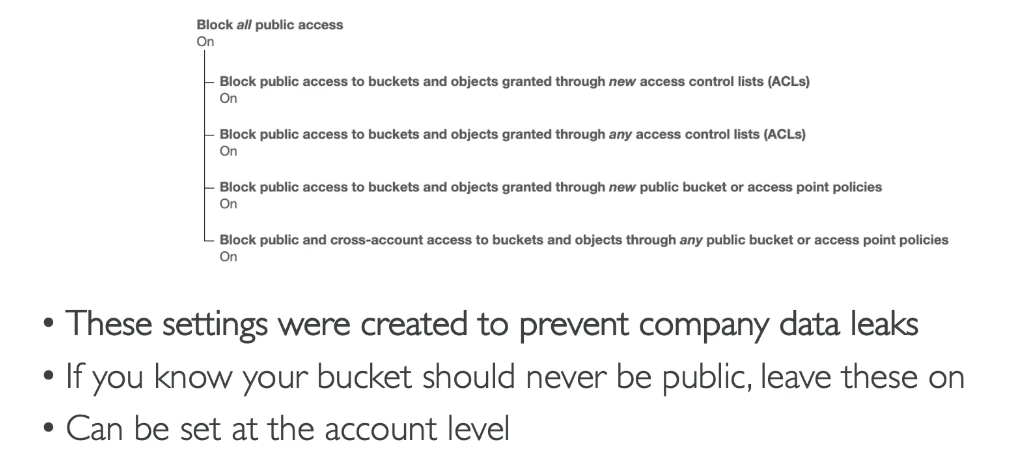 Block all public access
On
Block public access to buckets and objects granted through new access control lists (ACLs)
On
Block public access to buckets and objects granted through any access control lists (ACLs)
On
Block public access to buckets and objects granted through new public bucket or access point policies
On
Block public and cross-account access to buckets and objects through any public bucket or access point policies
On
• These settings were created to prevent company data leaks
• If you know your bucket should never be public, leave these on
• Can be set at the account level